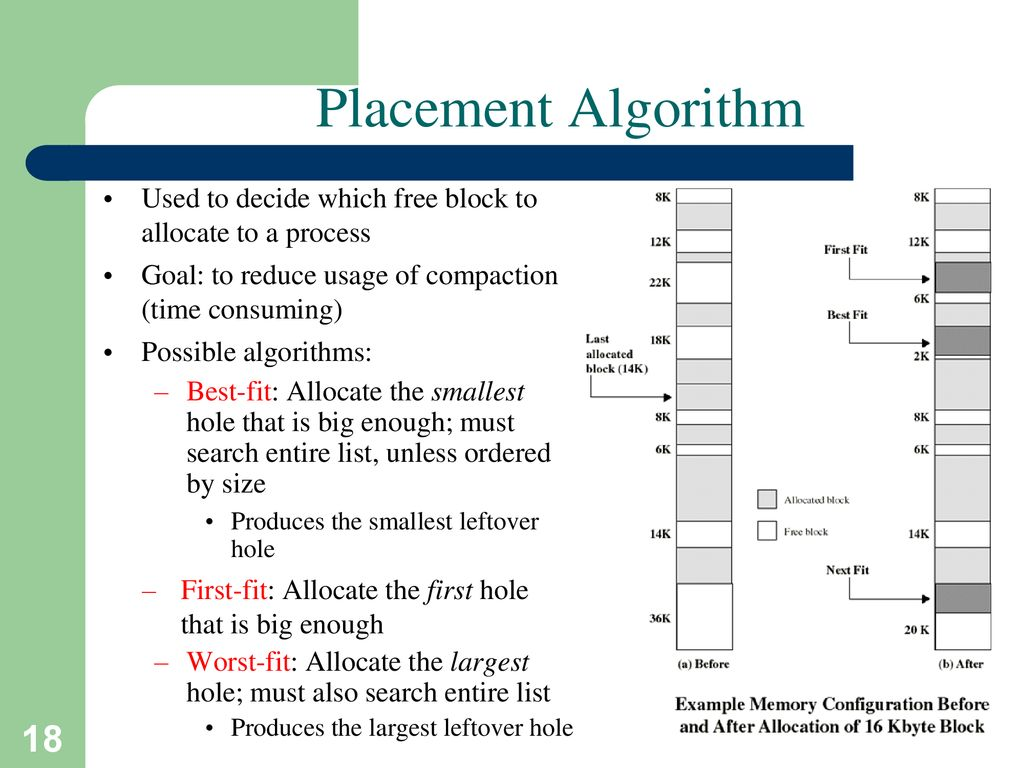 Placement Algorithm
• Used to decide which free block to
allocate to a process
• Goal: to reduce usage of compaction
(time consuming)
• Possible algorithms:
– Best-fit: Allocate the smallest
hole that is big enough; must
search entire list, unless ordered
by size
• Produces the smallest leftover
hole
– First-fit: Allocate the first hole
that is big enough
– Worst-fit: Allocate the largest
hole; must also search entire list
• Produces the largest leftover hole
18
8K
12K
22K
Last
allocated
block (14K)
18K
8K
6K
14K
36K
(a) Before
Allocated block
Free block
8K
First Fit
12K
6K
Best Fit
2K
8K
6K
14K
Next Fit
20 K
(b) After
Example Memory Configuration Before
and After Allocation of 16 Kbyte Block